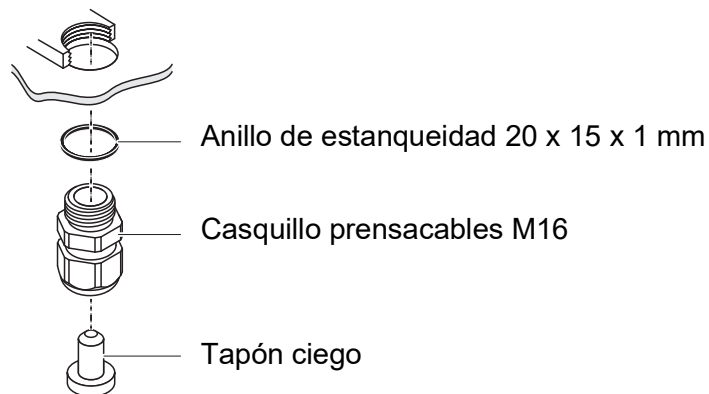 Anillo de estanqueidad 20 x 15 x 1 mm
Casquillo prensacables M16
Tapón ciego